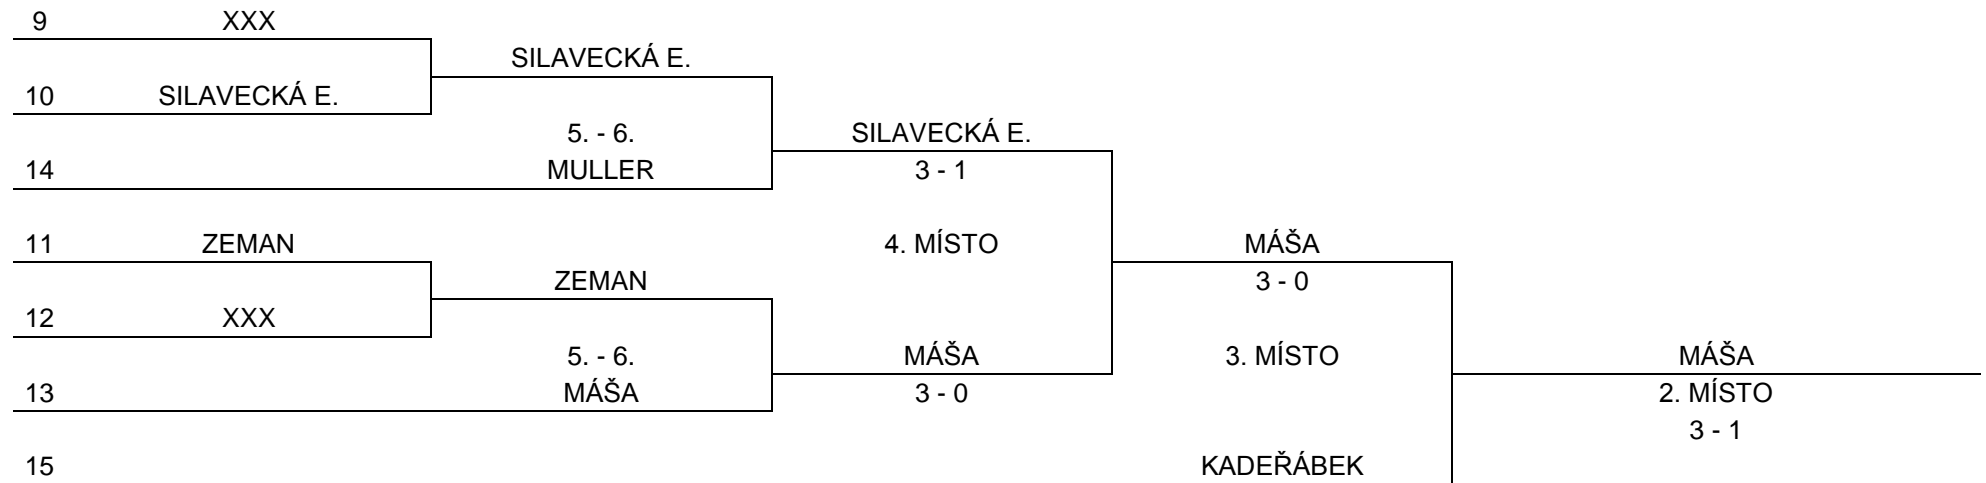 9 XXX
SILAVECKÁ E.
10 SILAVECKÁ E.
5. - 6. SILAVECKÁ E.
14 MULLER 3 - 1
11 ZEMAN 4. MÍSTO MÁŠA
ZEMAN 3 - 0
12 XXX
5. - 6. MÁŠA 3. MÍSTO MÁŠA
13 MÁŠA 3 - 0 2. MÍSTO
3 - 1
15 KADEŘÁBEK